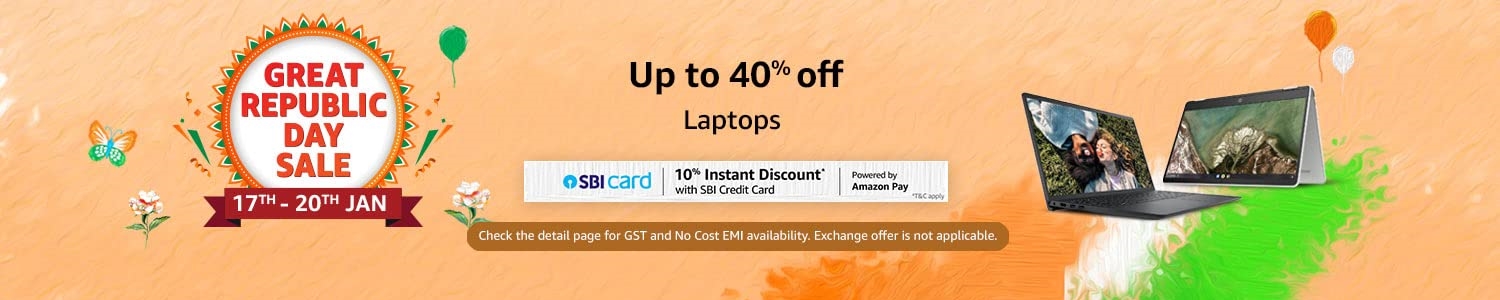 GREAT
REPUBLIC
DAY
SALE
17TH - 20TH JAN
Up to 40% off
Laptops
SBI card
10% Instant Discount*
with SBI Credit Card
Powered by
Amazon Pay
*T&C apply
Check the detail page for GST and No Cost EMI availability. Exchange offer is not applicable.